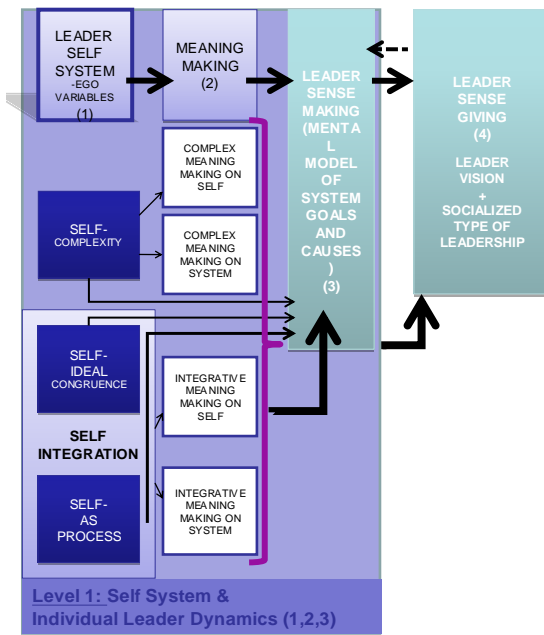 LEADER
SELF
SYSTEM
-EGO
VARIABLES
(1)
MEANING
MAKING
(2)
LEADER
SENSE
MAKING
(MENTA
L
MODEL
OF
SYSTEM
GOALS
AND
CAUSES
)
(3)
LEADER
SENSE
GIVING
(4)
LEADER
VISION
+
SOCIALIZED
TYPE OF
LEADERSHIP
COMPLEX
MEANING
MAKING ON
SELF
SELF-
COMPLEXITY
COMPLEX
MEANING
MAKING ON
SYSTEM
SELF-
IDEAL
CONGRUENCE
INTEGRATIVE
MEANING
MAKING ON
SELF
SELF
INTEGRATION
SELF-
AS
PROCESS
INTEGRATIVE
MEANING
MAKING ON
SYSTEM
Level 1: Self System &
Individual Leader Dynamics (1,2,3)